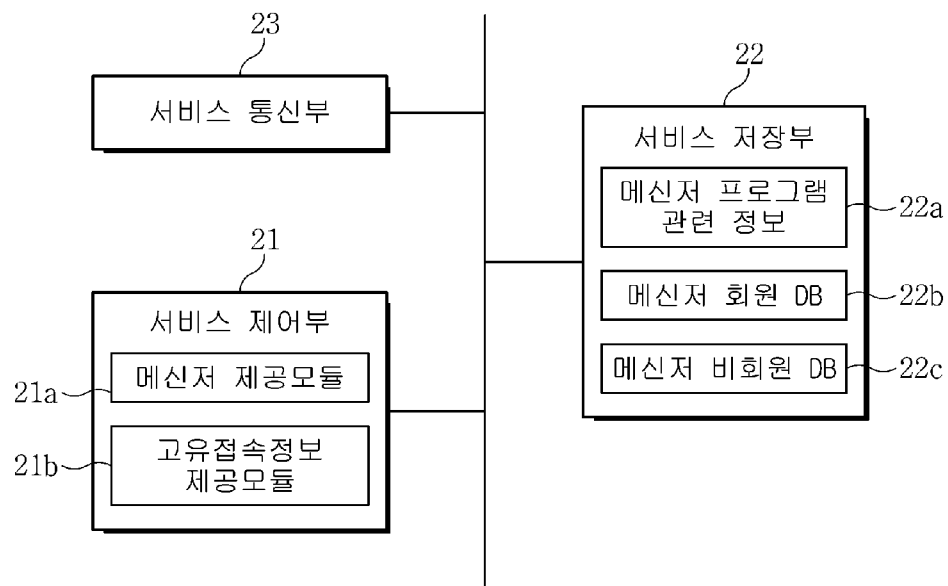 23
서비스 통신부
22
서비스 저장부
메신저 프로그램
관련 정보
22a
메신저 회원 DB
22b
메신저 비회원 DB
22c
21
서비스 제어부
메신저 제공모듈
21a
고유접속정보
제공모듈
21b